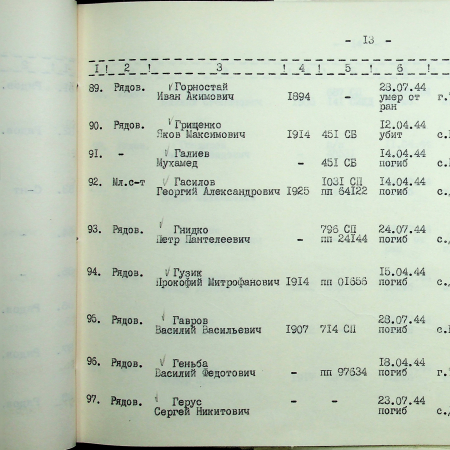 - 13 -
1 ! 2 ! 3 ! 4 ! 5 ! 6 !
89. Рядов. Горностай 28.07.44
Иван Акимович 1894 - умер от г.
ран
90. Рядов. Грищенко 12.04.44
Яков Максимович 1914 451 СБ убит с.
91. - Галиев 14.04.44
Мухамед - 451 СБ погиб с.
92. Мл.с-т Гасилов 1031 СП 14.04.44
Георгий Александрович 1925 пп 64122 погиб с.
93. Рядов. Гнидко 796 СП 24.07.44
Петр Пантелеевич - пп 24144 погиб с.
94. Рядов. Гузик 15.04.44
Прокофий Митрофанович 1914 пп 01656 погиб с.
95. Рядов. Гавров 28.07.44
Василий Васильевич 1907 714 СП погиб с.
96. Рядов. Геньба 18.04.44
Василий Федотович - пп 97634 погиб г.
97. Рядов. Герус - - 23.07.44
Сергей Никитович погиб с.